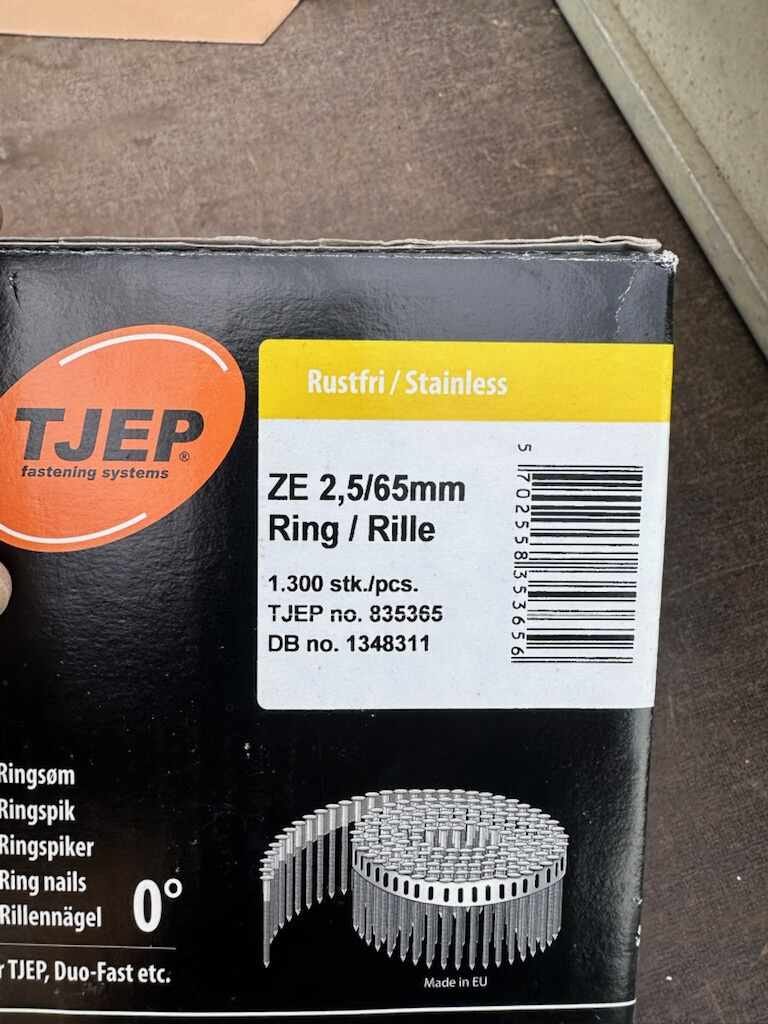 TJEP®
fastening systems
Rustfri / Stainless
ZE 2,5/65mm
Ring / Rille
1.300 stk./pcs.
TJEP no. 835365
DB no. 1348311
5 702558 353656
Ringsøm
Ringspik
Ringspiker
Ring nails
Rillennägel
0°
TJEP, Duo-Fast etc.
Made in EU